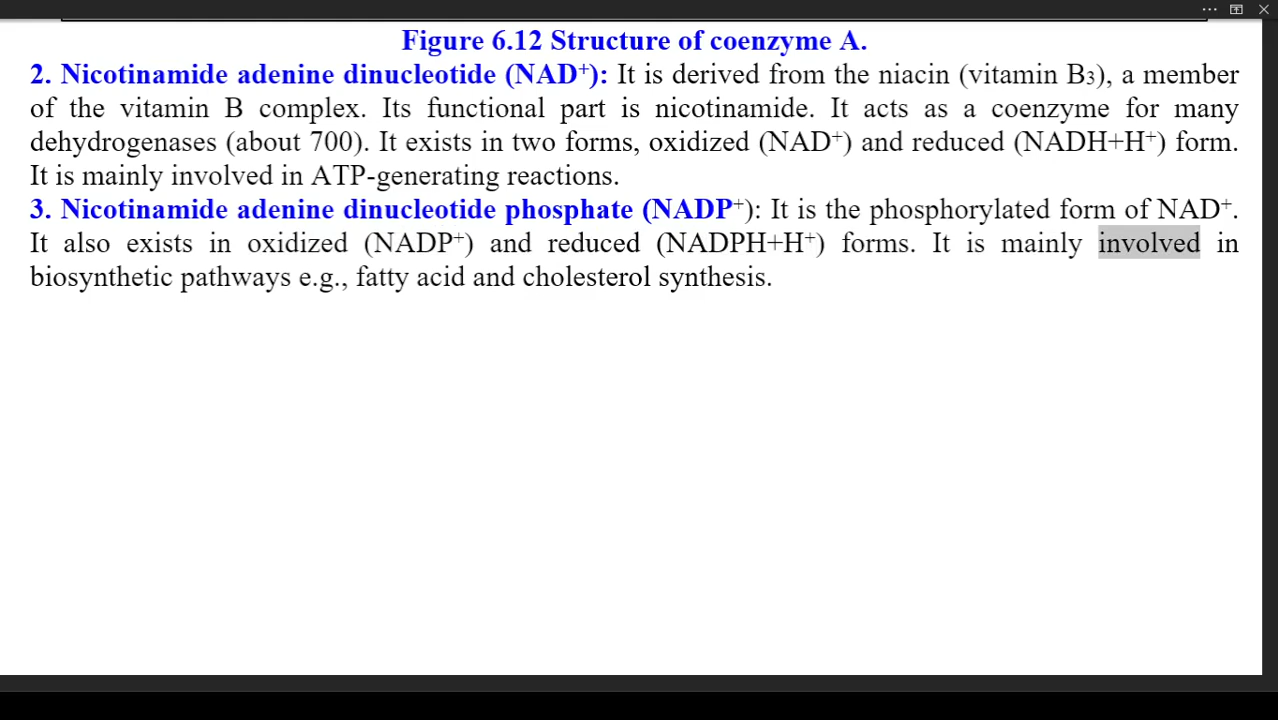 Figure 6.12 Structure of coenzyme A.
2. Nicotinamide adenine dinucleotide (NAD⁺): It is derived from the niacin (vitamin B₃), a member
of the vitamin B complex. Its functional part is nicotinamide. It acts as a coenzyme for many
dehydrogenases (about 700). It exists in two forms, oxidized (NAD⁺) and reduced (NADH+H⁺) form.
It is mainly involved in ATP-generating reactions.
3. Nicotinamide adenine dinucleotide phosphate (NADP⁺): It is the phosphorylated form of NAD⁺.
It also exists in oxidized (NADP⁺) and reduced (NADPH+H⁺) forms. It is mainly involved in
biosynthetic pathways e.g., fatty acid and cholesterol synthesis.